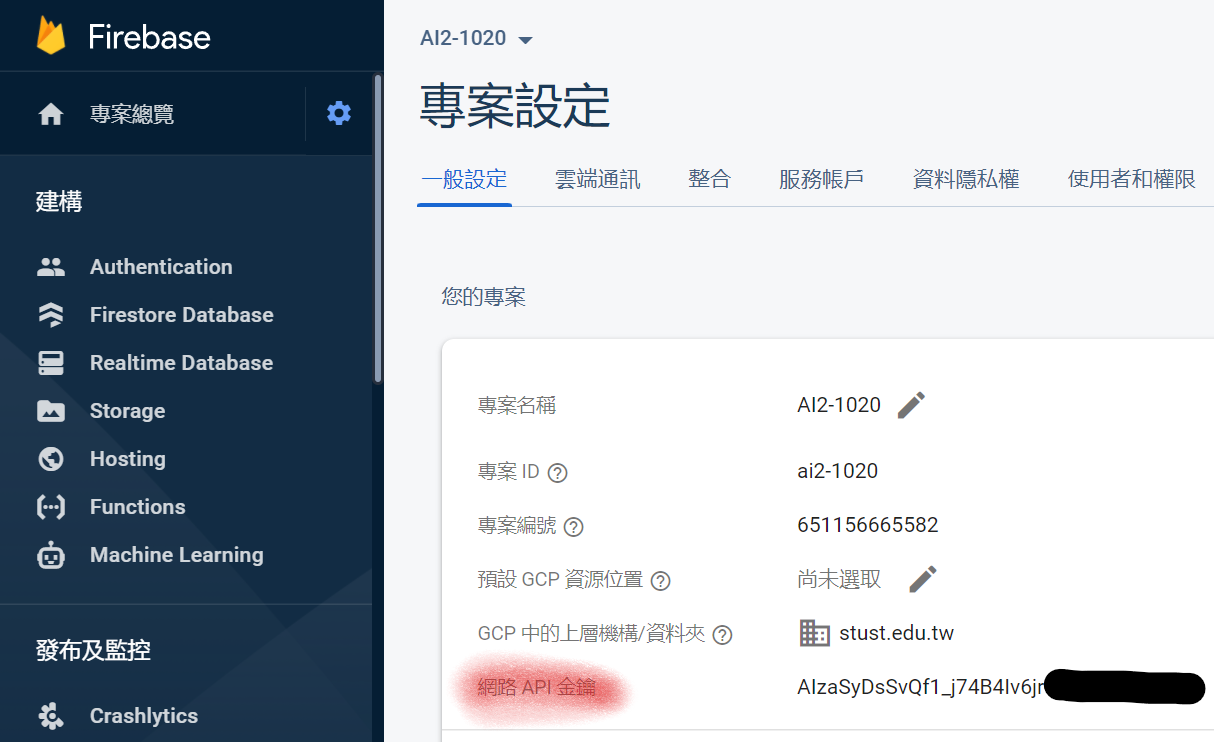 Firebase
專案總覽
建構
Authentication
Firestore Database
Realtime Database
Storage
Hosting
Functions
Machine Learning
發布及監控
Crashlytics
AI2-1020
專案設定
一般設定 雲端通訊 整合 服務帳戶 資料隱私權 使用者和權限
您的專案
專案名稱 AI2-1020
專案 ID ai2-1020
專案編號 651156665582
預設 GCP 資源位置 尚未選取
GCP 中的上層機構/資料夾 stust.edu.tw
網路 API 金鑰 AIzaSyDsSvQf1_j74B4Iv6jr